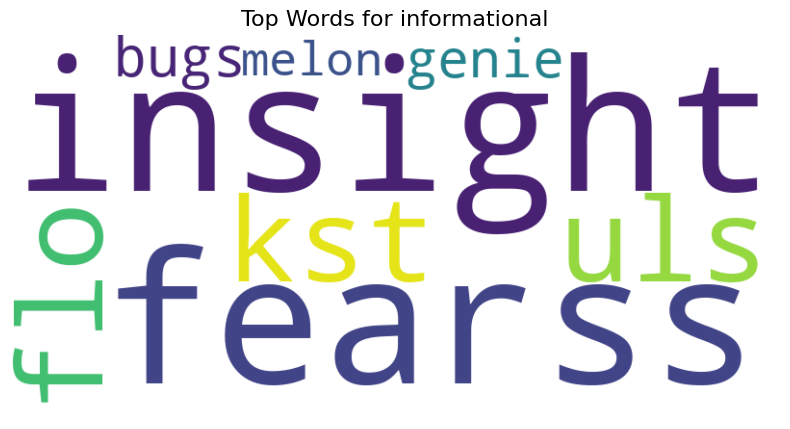 Top Words for informational
bugs melon genie
insight
flo
kst uls
fearss